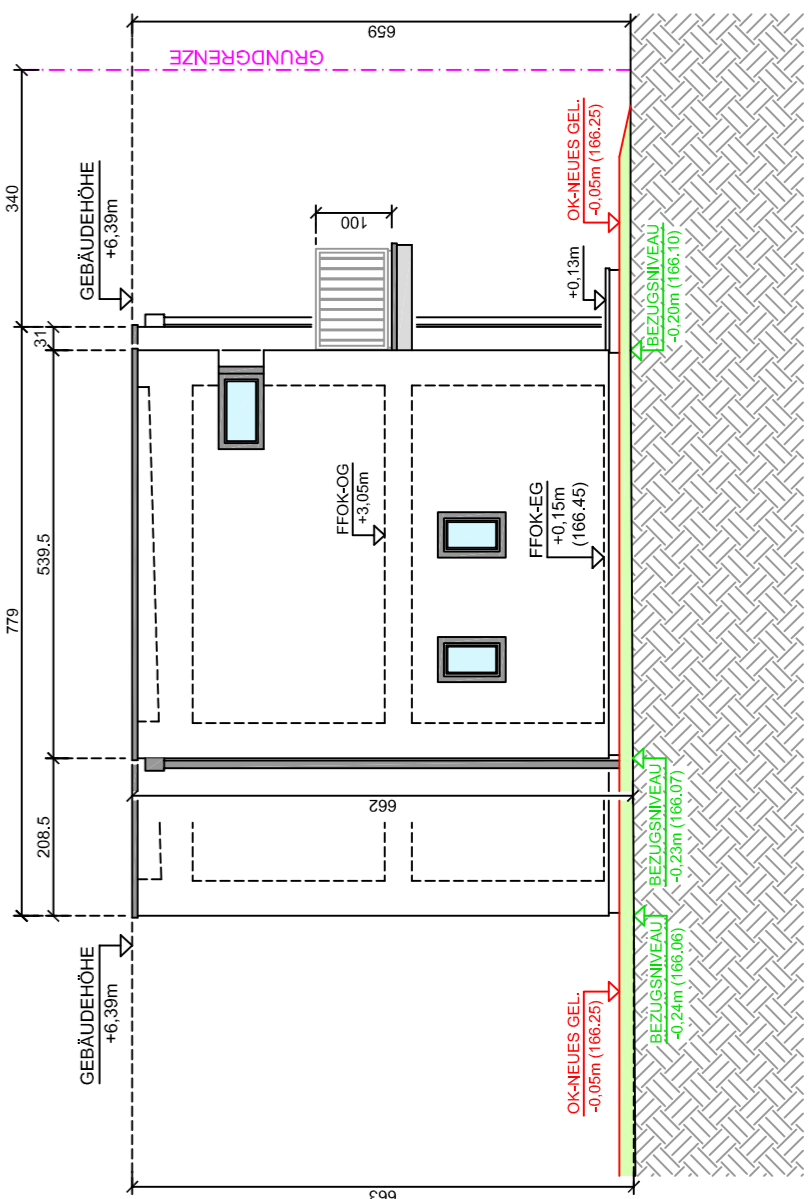 659
GRUNDGRENZE
340
GEBÄUDEHÖHE
+6,39m
100
OK-NEUES GEL.
-0,05m (166.25)
+0,13m
BEZUGSNIVEAU
-0,20m (166.10)
31
539.5
779
FFOK-OG
+3,05m
FFOK-EG
+0,15m
(166.45)
208.5
662
BEZUGSNIVEAU
-0,23m (166.07)
GEBÄUDEHÖHE
+6,39m
OK-NEUES GEL.
-0,05m (166.25)
BEZUGSNIVEAU
-0,24m (166.06)
663